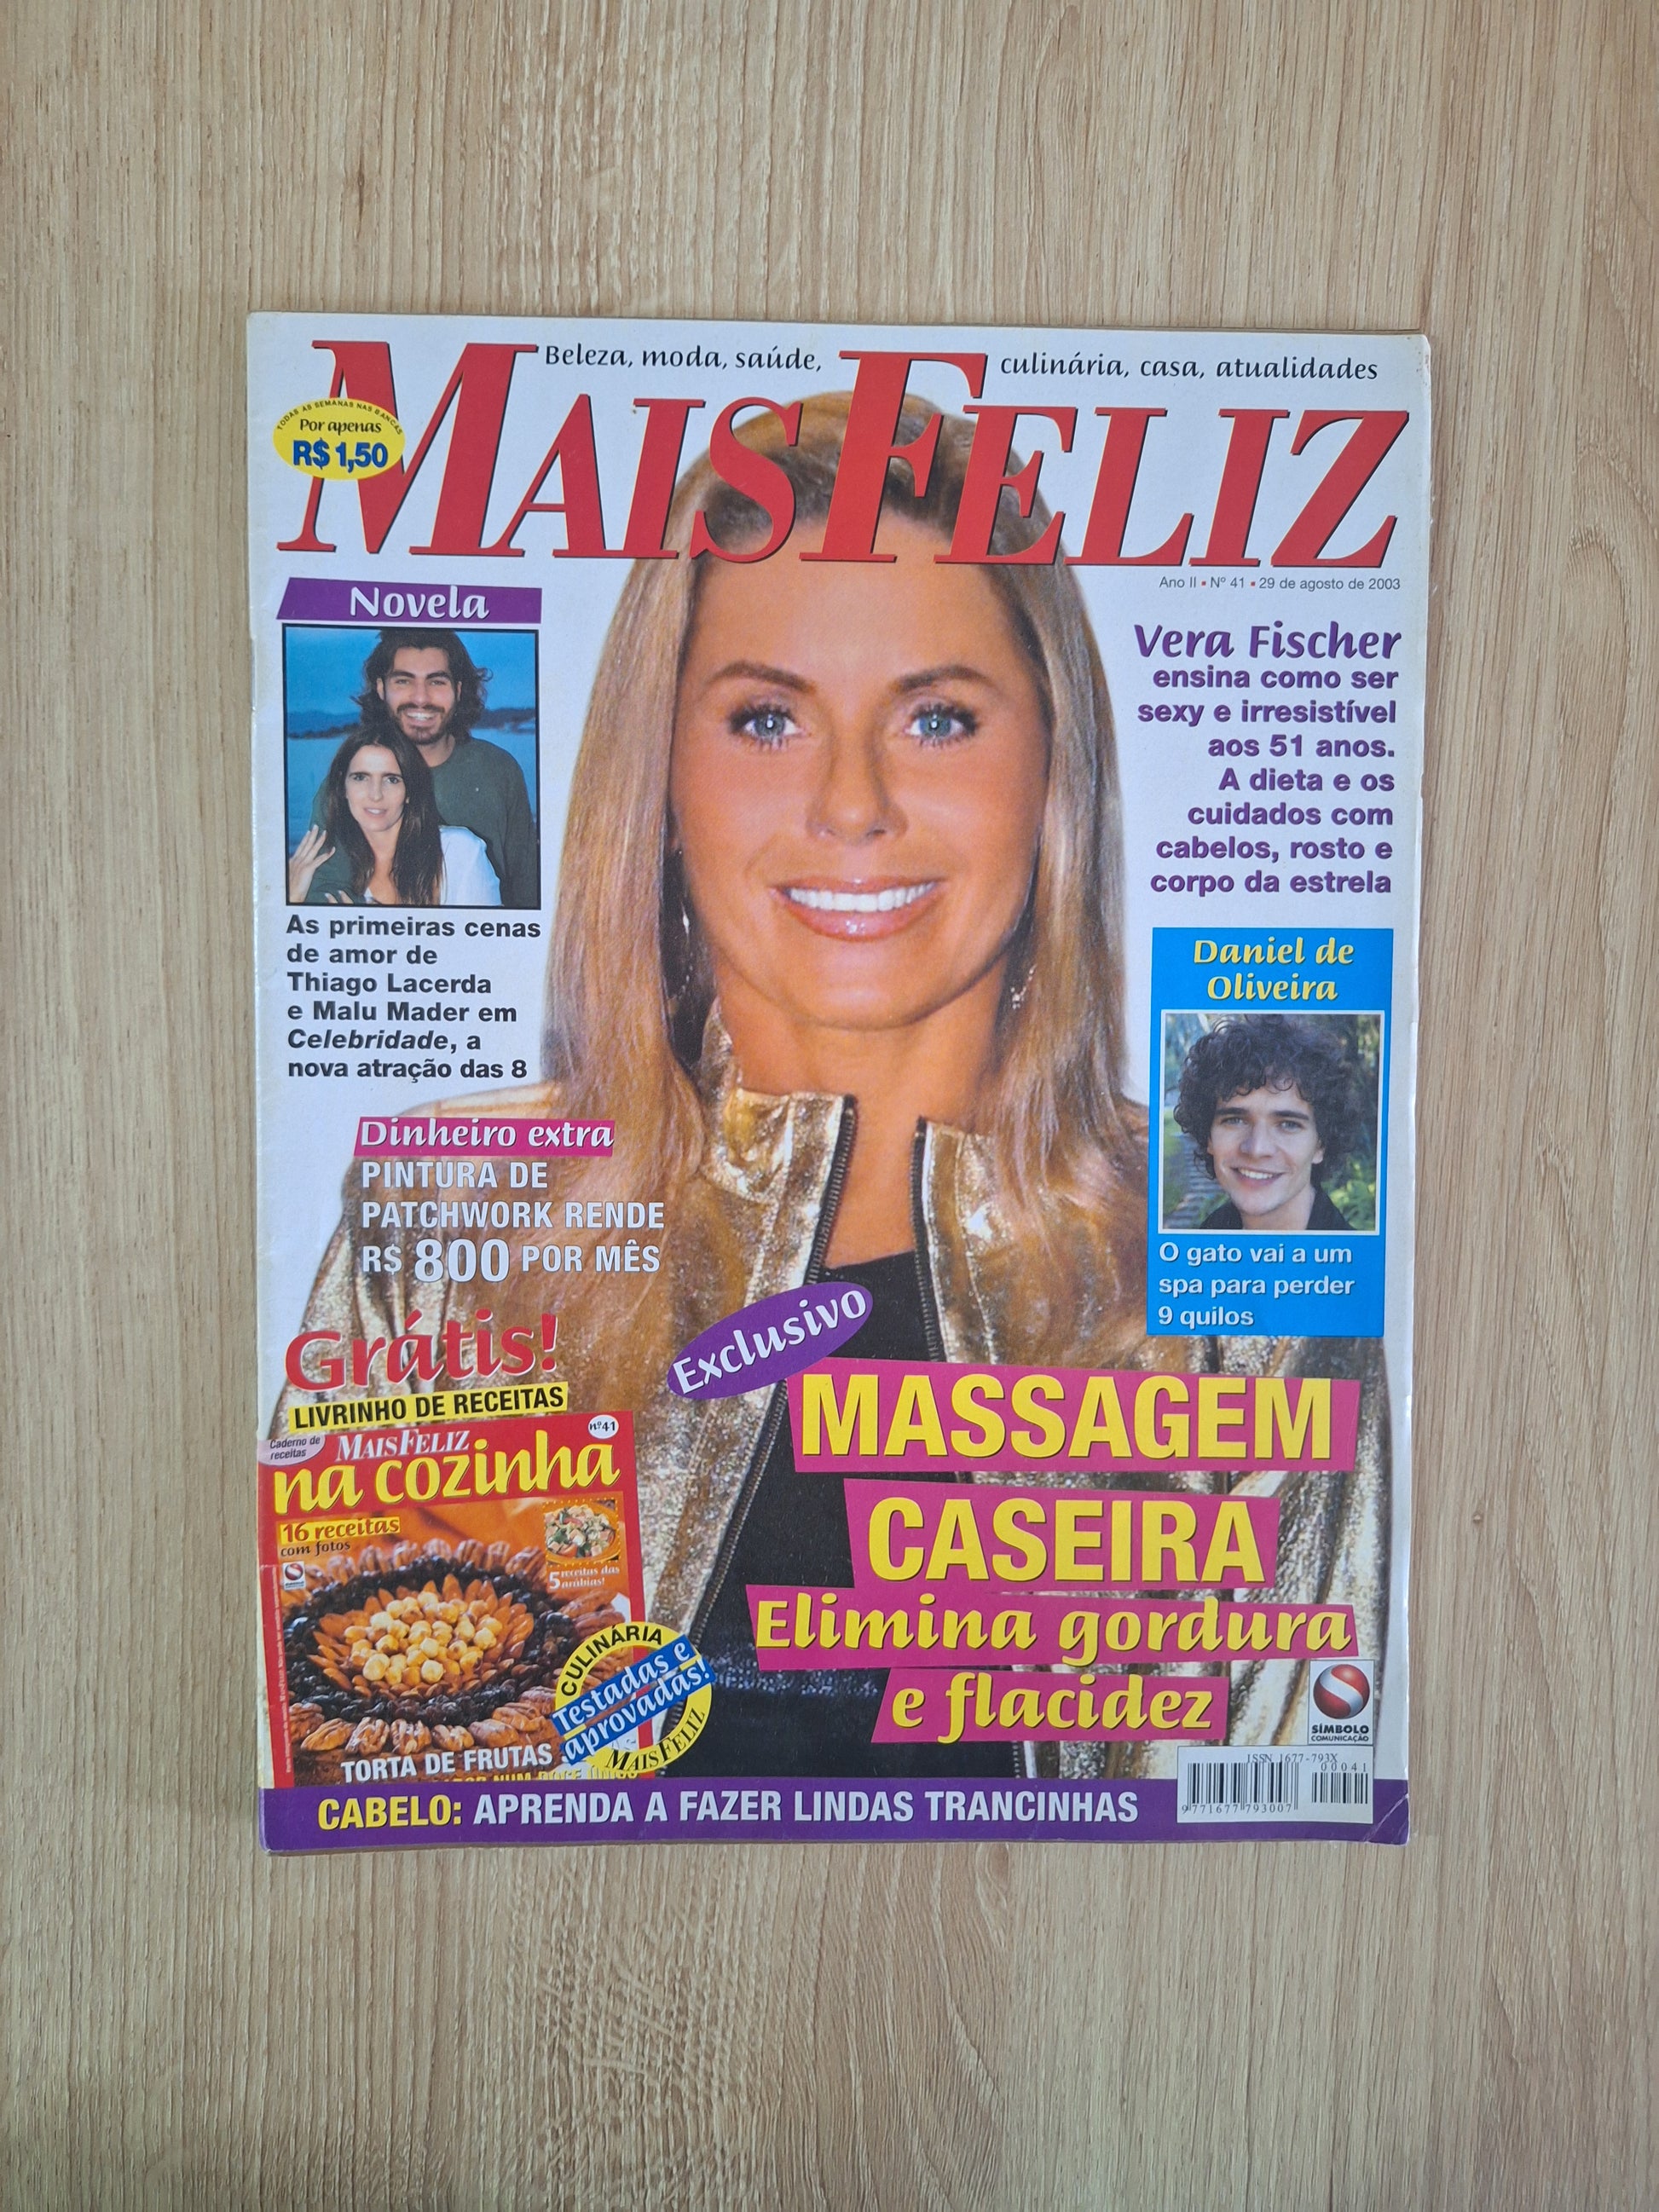 Beleza, moda, saúde, culinária, casa, atualidades
MAISFELIZ
TODAS AS SEMANAS NAS BANCAS
Por apenas
R$ 1,50
Ano II ▪ Nº 41 ▪ 29 de agosto de 2003
Novela
As primeiras cenas
de amor de
Thiago Lacerda
e Malu Mader em
Celebridade, a
nova atração das 8
Vera Fischer
ensina como ser
sexy e irresistível
aos 51 anos.
A dieta e os
cuidados com
cabelos, rosto e
corpo da estrela
Daniel de
Oliveira
O gato vai a um
spa para perder
9 quilos
Dinheiro extra
PINTURA DE
PATCHWORK RENDE
R$ 800 POR MÊS
Grátis!
LIVRINHO DE RECEITAS
nº41
Caderno de
receitas
MAISFELIZ
na cozinha
16 receitas
com fotos
5 receitas das
arábias!
CULINÁRIA
Testadas e
aprovadas!
MAISFELIZ
TORTA DE FRUTAS
Exclusivo
MASSAGEM
CASEIRA
Elimina gordura
e flacidez
SÍMBOLO
COMUNICAÇÃO
ISSN 1677-793X
00041
9 771677 793007
CABELO: APRENDA A FAZER LINDAS TRANCINHAS